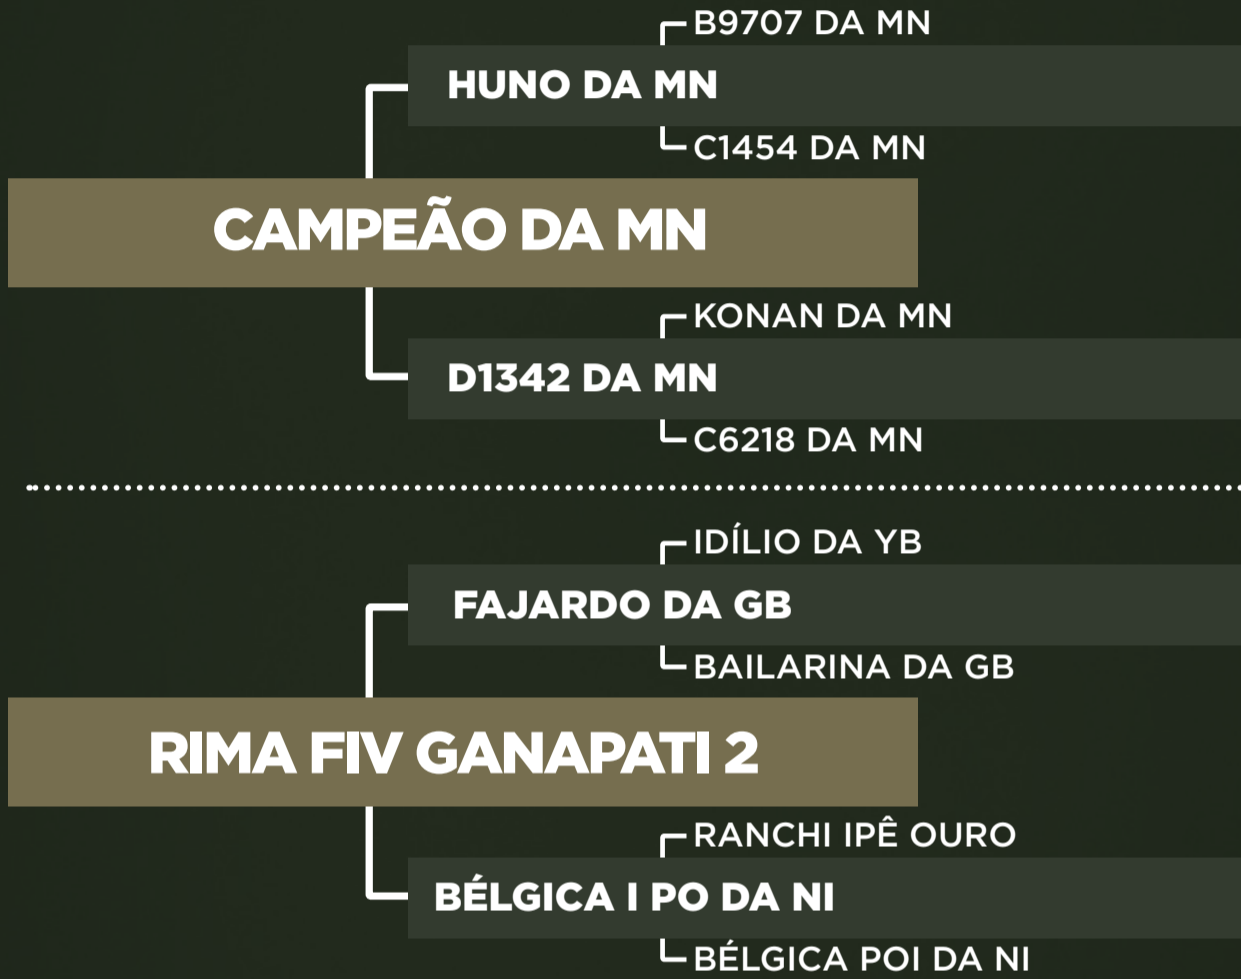 B9707 DA MN
HUNO DA MN
C1454 DA MN
CAMPEÃO DA MN
KONAN DA MN
D1342 DA MN
C6218 DA MN
IDÍLIO DA YB
FAJARDO DA GB
BAILARINA DA GB
RIMA FIV GANAPATI 2
RANCHI IPÊ OURO
BÉLGICA I PO DA NI
BÉLGICA POI DA NI